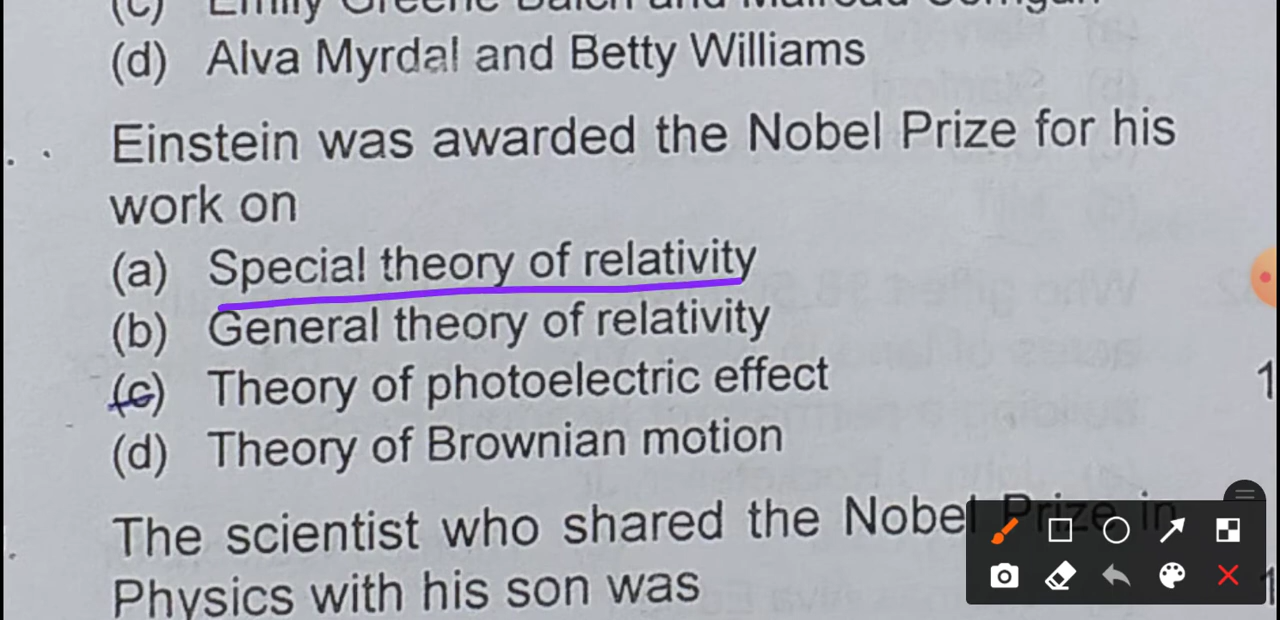 (d) Alva Myrdal and Betty Williams
Einstein was awarded the Nobel Prize for his
work on
(a) Special theory of relativity
(b) General theory of relativity
(c) Theory of photoelectric effect
(d) Theory of Brownian motion
The scientist who shared the Nobel Prize in
Physics with his son was